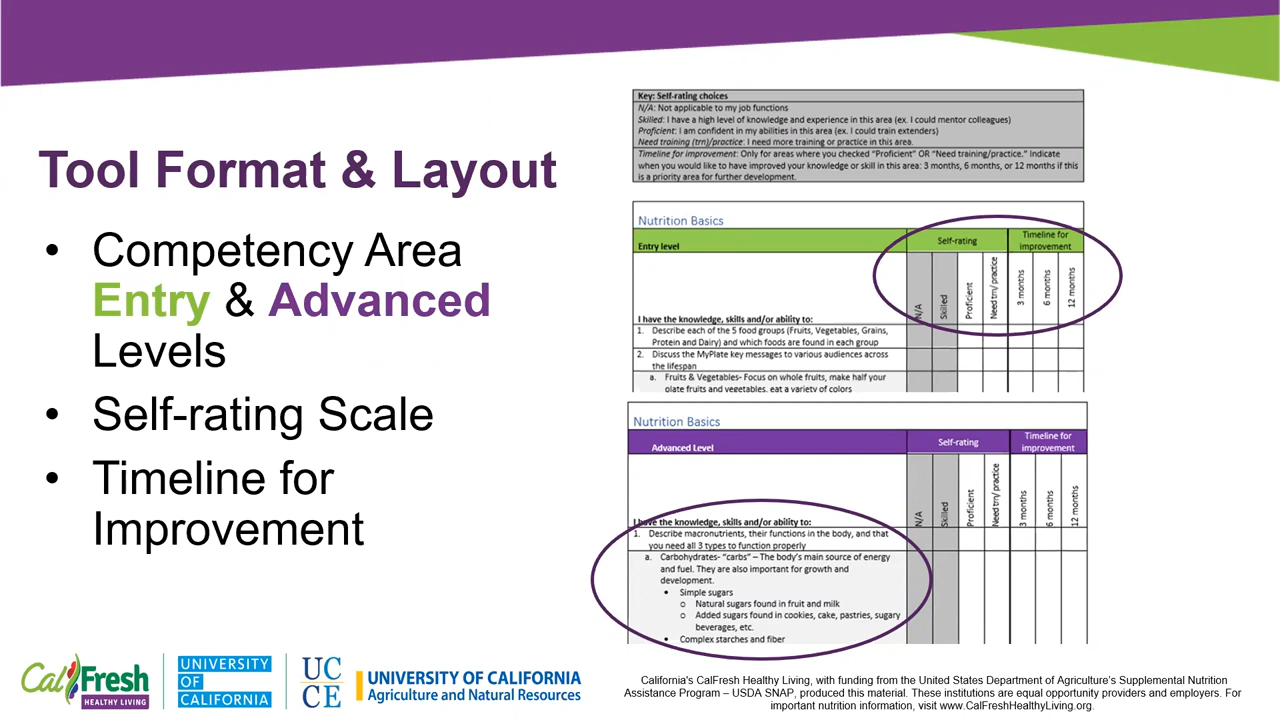 Tool Format & Layout
• Competency Area
Entry & Advanced
Levels
• Self-rating Scale
• Timeline for
Improvement
Key: Self-rating choices
N/A: Not applicable to my job functions
Skilled: I have a high level of knowledge and experience in this area (ex. I could mentor colleagues)
Proficient: I am confident in my abilities in this area (ex. I could train extenders)
Need training (trn)/practice: I need more training or practice in this area.
Timeline for improvement: Only for areas where you checked “Proficient” OR “Need training/practice.” Indicate
when you would like to have improved your knowledge or skill in this area: 3 months, 6 months, or 12 months if this
is a priority area for further development.
Nutrition Basics
Entry level
Self-rating
Timeline for
improvement
I have the knowledge, skills and/or ability to:
N/A
Skilled
Proficient
Need trn/practice
3 months
6 months
12 months
1. Describe each of the 5 food groups (Fruits, Vegetables, Grains,
Protein and Dairy) and which foods are found in each group
2. Discuss the MyPlate key messages to various audiences across
the lifespan
a. Fruits & Vegetables- Focus on whole fruits, make half your
plate fruits and vegetables, eat a variety of colors
Nutrition Basics
Advanced Level
Self-rating
Timeline for
improvement
I have the knowledge, skills and/or ability to:
N/A
Skilled
Proficient
Need trn/practice
3 months
6 months
12 months
1. Describe macronutrients, their functions in the body, and that
you need all 3 types to function properly
a. Carbohydrates- “carbs” – The body’s main source of energy
and fuel. They are also important for growth and
development.
• Simple sugars
o Natural sugars found in fruit and milk
o Added sugars found in cookies, cake, pastries, sugary
beverages, etc.
• Complex starches and fiber
CalFresh
HEALTHY LIVING
UNIVERSITY
OF
CALIFORNIA
UC
CE
UNIVERSITY OF CALIFORNIA
Agriculture and Natural Resources
California's CalFresh Healthy Living, with funding from the United States Department of Agriculture’s Supplemental Nutrition
Assistance Program – USDA SNAP, produced this material. These institutions are equal opportunity providers and employers. For
important nutrition information, visit www.CalFreshHealthyLiving.org.